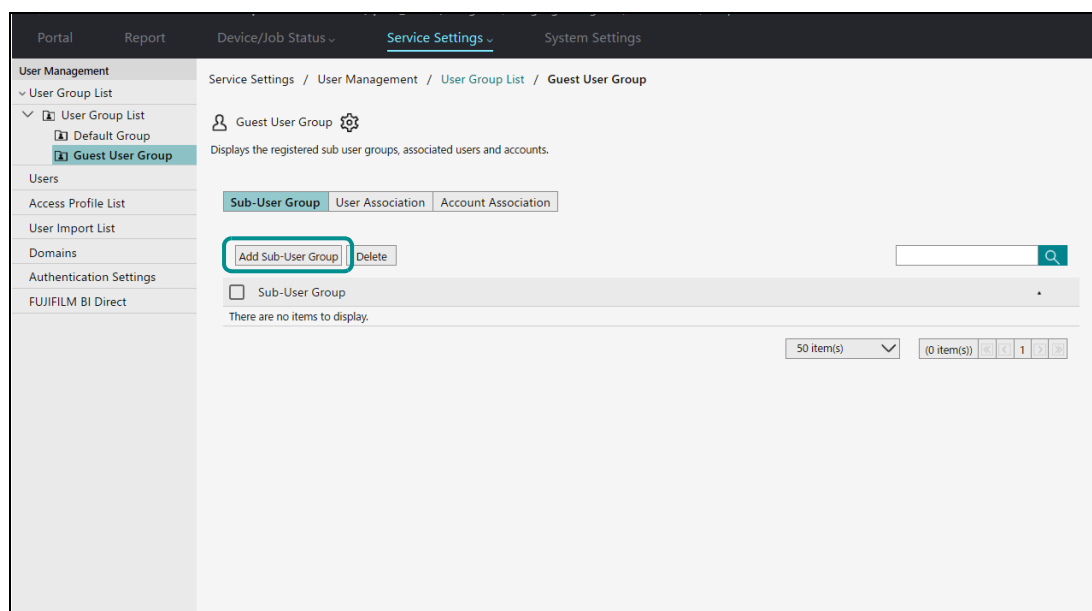 Portal Report Device/Job Status Service Settings System Settings
User Management
User Group List
User Group List
Default Group
Guest User Group
Users
Access Profile List
User Import List
Domains
Authentication Settings
FUJIFILM BI Direct
Service Settings / User Management / User Group List / Guest User Group
Guest User Group
Displays the registered sub user groups, associated users and accounts.
Sub-User Group User Association Account Association
Add Sub-User Group Delete
Sub-User Group
There are no items to display.
50 item(s) (0 item(s)) 1